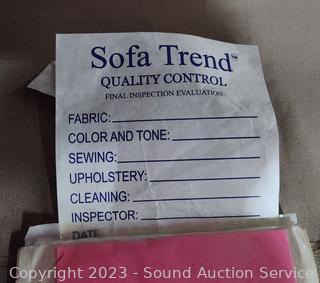 Sofa Trend™
QUALITY CONTROL
FINAL INSPECTION EVALUATION:
FABRIC:
COLOR AND TONE:
SEWING:
UPHOLSTERY:
CLEANING:
INSPECTOR:
DATE
Copyright 2023 - Sound Auction Service